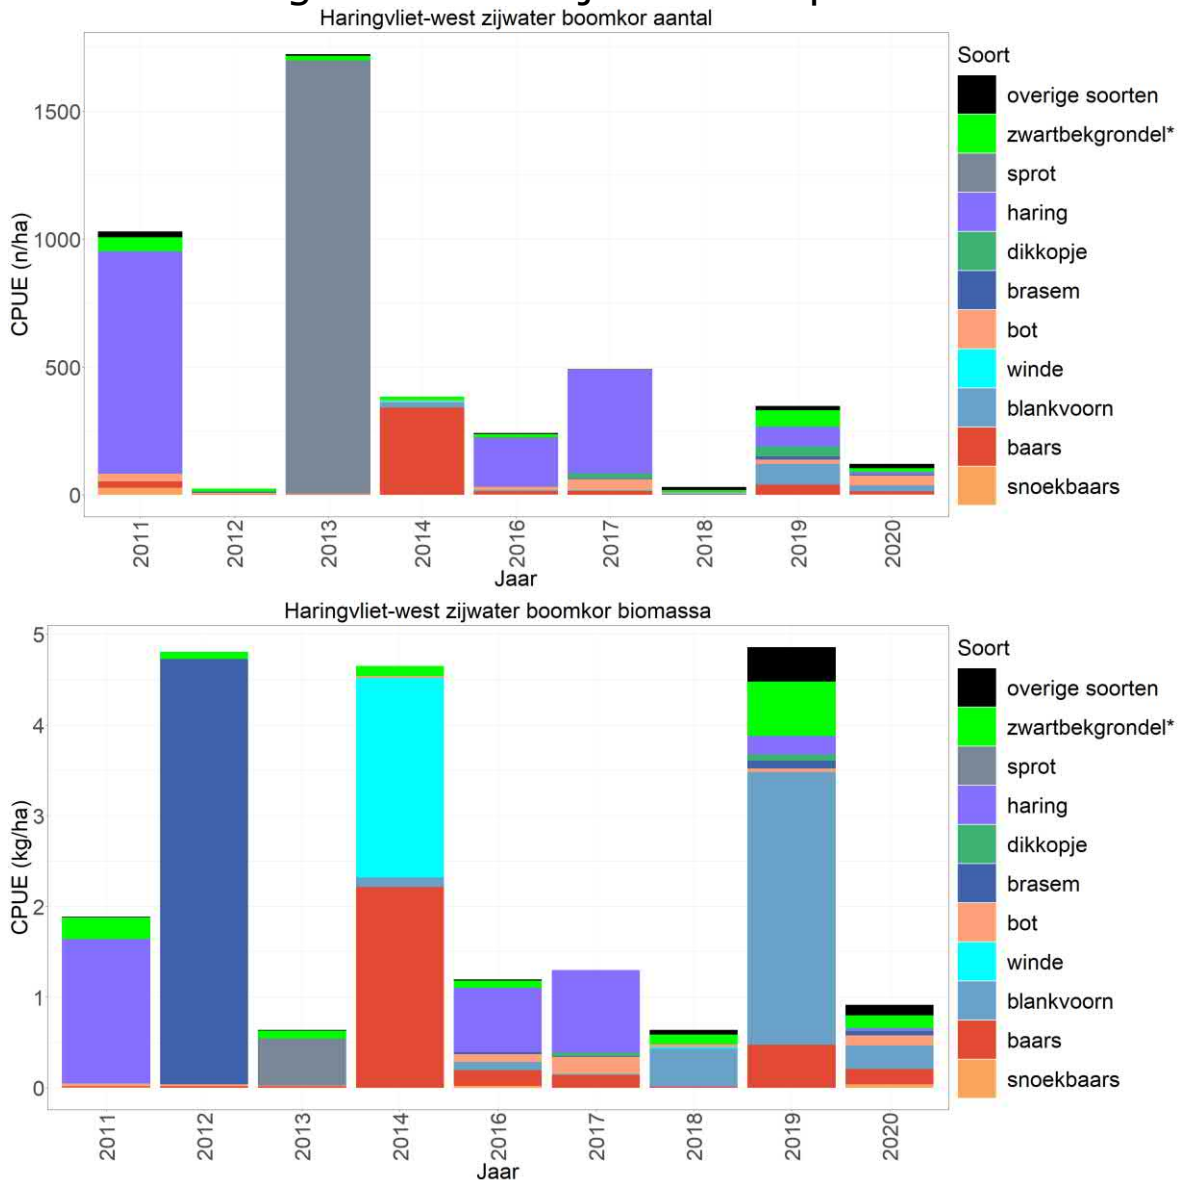 Haringvliet-west zijwater boomkor aantal
CPUE (n/ha)
1500
1000
500
0
2011
2012
2013
2014
2016
2017
2018
2019
2020
Jaar
Soort
overige soorten
zwartbekgrondel*
sprot
haring
dikkopje
brasem
bot
winde
blankvoorn
baars
snoekbaars
Haringvliet-west zijwater boomkor biomassa
CPUE (kg/ha)
5
4
3
2
1
0
2011
2012
2013
2014
2016
2017
2018
2019
2020
Jaar
Soort
overige soorten
zwartbekgrondel*
sprot
haring
dikkopje
brasem
bot
winde
blankvoorn
baars
snoekbaars